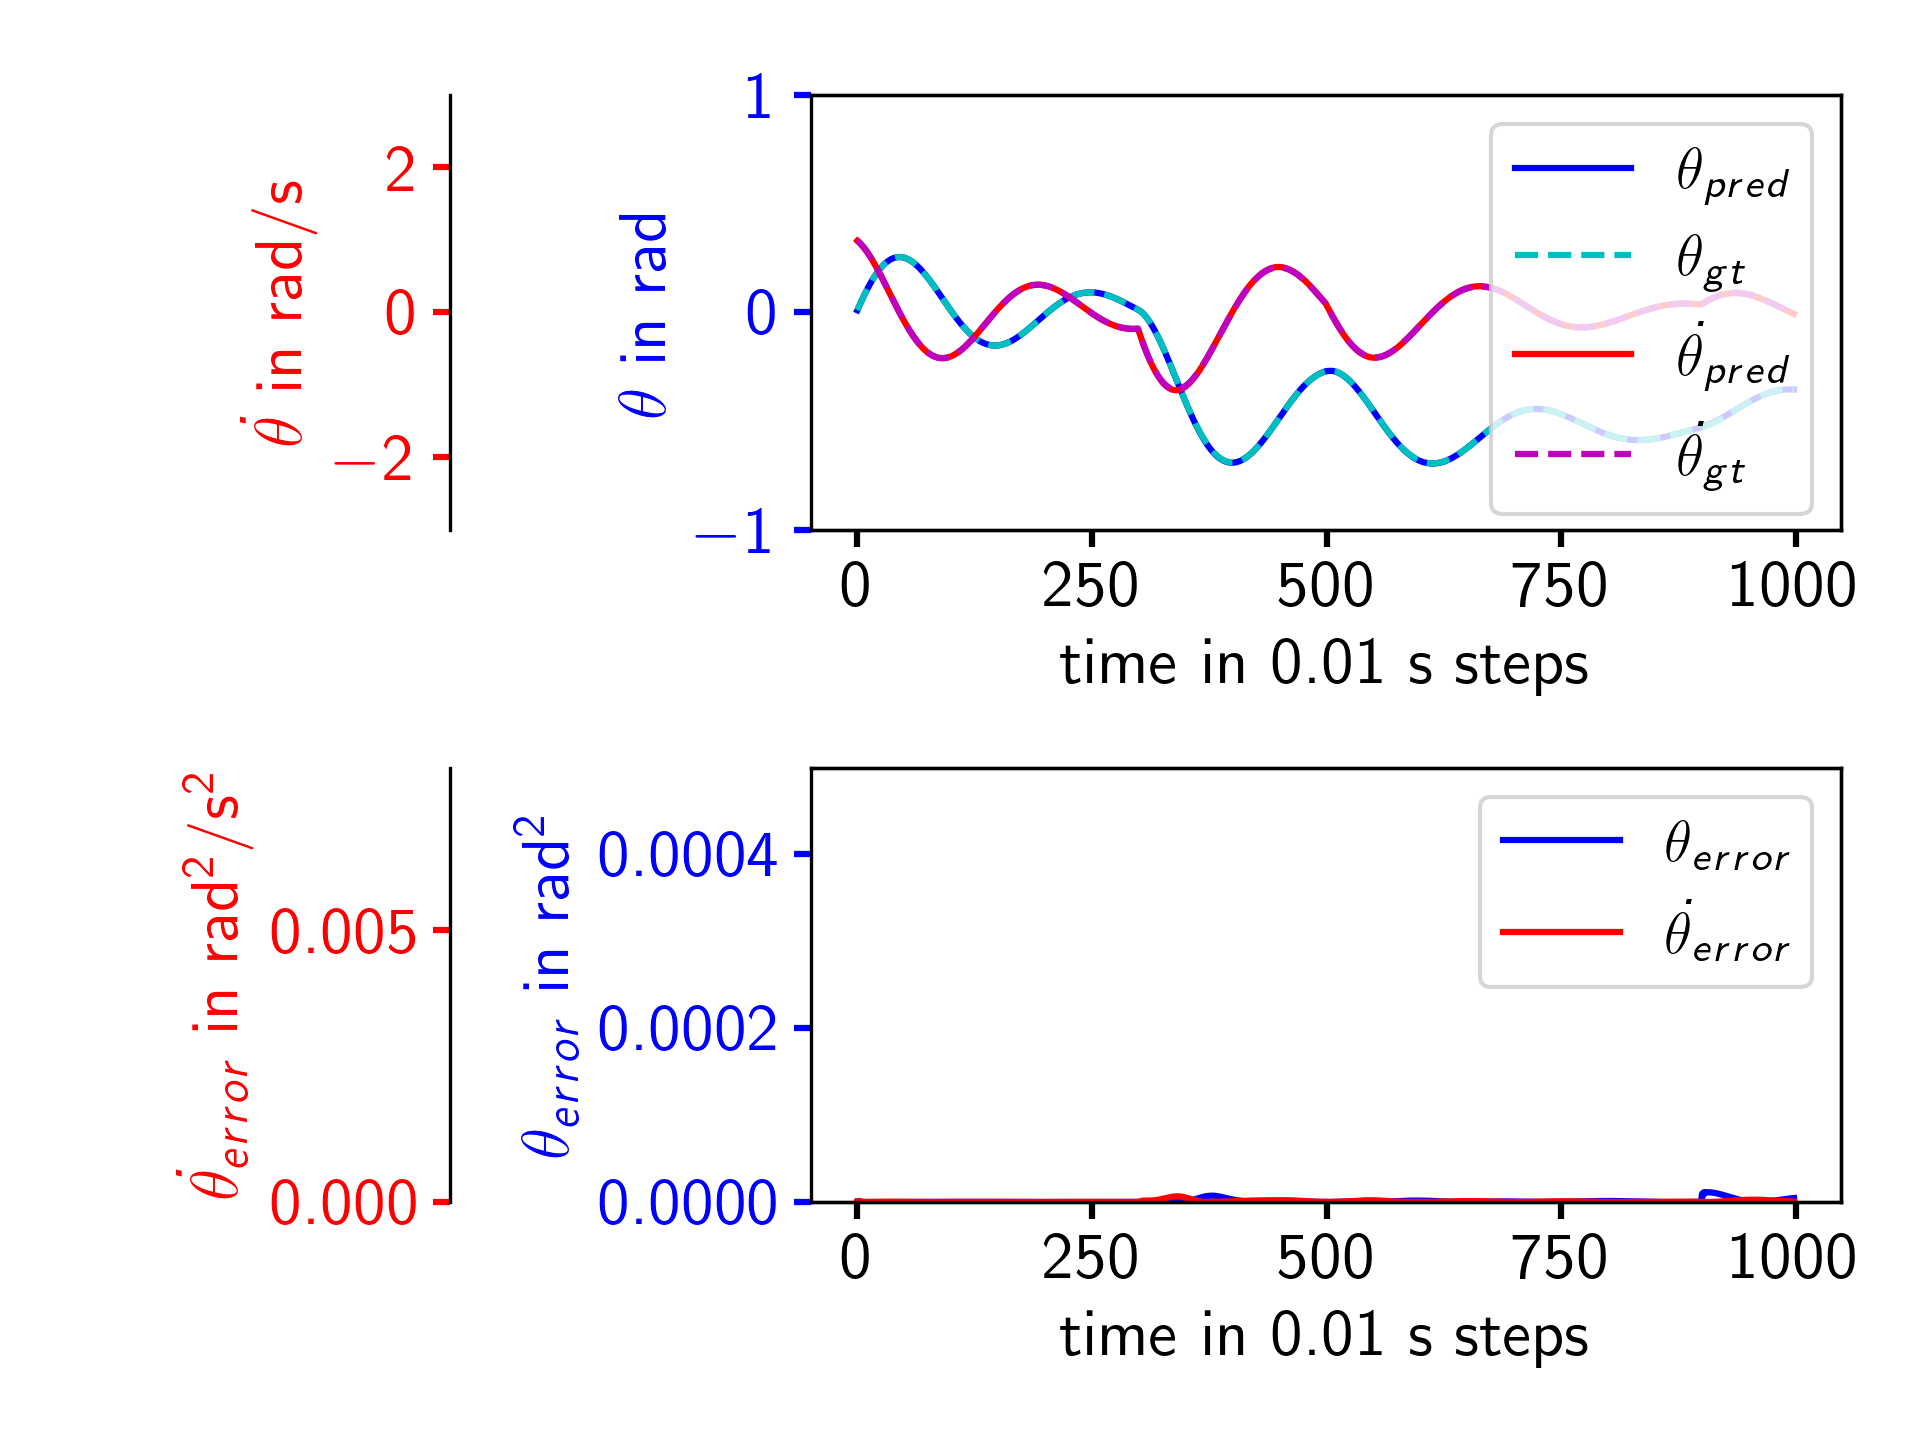 θ̇ in rad/s
2
0
−2
θ in rad
1
0
−1
θ_pred
θ_gt
θ̇_pred
θ̇_gt
0 250 500 750 1000
time in 0.01 s steps
θ̇_error in rad²/s²
0.005
0.000
θ_error in rad²
0.0004
0.0002
0.0000
θ_error
θ̇_error
0 250 500 750 1000
time in 0.01 s steps